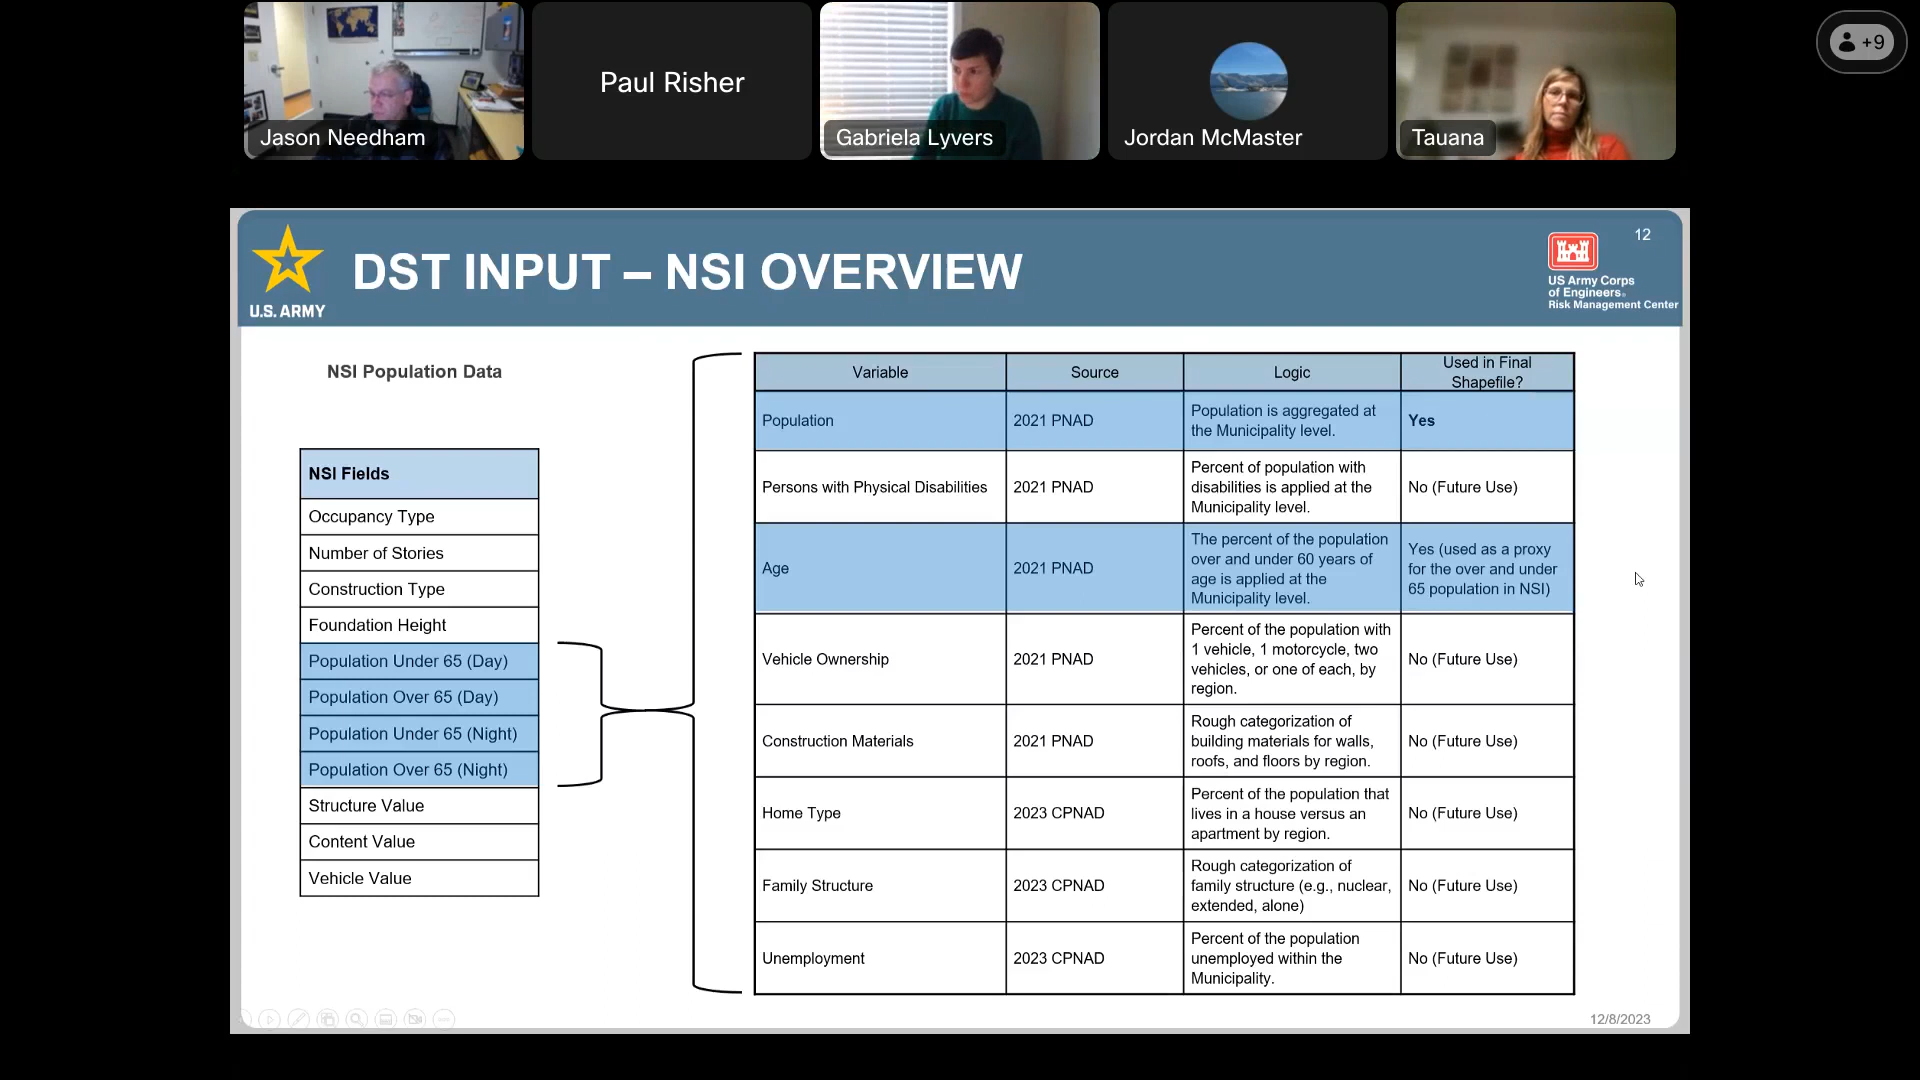 Jason Needham
Paul Risher
Gabriela Lyvers
Jordan McMaster
Tauana
+9
U.S. ARMY
DST INPUT – NSI OVERVIEW
12
US Army Corps
of Engineers®
Risk Management Center
NSI Population Data
NSI Fields
Occupancy Type
Number of Stories
Construction Type
Foundation Height
Population Under 65 (Day)
Population Over 65 (Day)
Population Under 65 (Night)
Population Over 65 (Night)
Structure Value
Content Value
Vehicle Value
Variable
Source
Logic
Used in Final
Shapefile?
Population
2021 PNAD
Population is aggregated at
the Municipality level.
Yes
Persons with Physical Disabilities
2021 PNAD
Percent of population with
disabilities is applied at the
Municipality level.
No (Future Use)
Age
2021 PNAD
The percent of the population
over and under 60 years of
age is applied at the
Municipality level.
Yes (used as a proxy
for the over and under
65 population in NSI)
Vehicle Ownership
2021 PNAD
Percent of the population with
1 vehicle, 1 motorcycle, two
vehicles, or one of each, by
region.
No (Future Use)
Construction Materials
2021 PNAD
Rough categorization of
building materials for walls,
roofs, and floors by region.
No (Future Use)
Home Type
2023 CPNAD
Percent of the population that
lives in a house versus an
apartment by region.
No (Future Use)
Family Structure
2023 CPNAD
Rough categorization of
family structure (e.g., nuclear,
extended, alone)
No (Future Use)
Unemployment
2023 CPNAD
Percent of the population
unemployed within the
Municipality.
No (Future Use)
12/8/2023